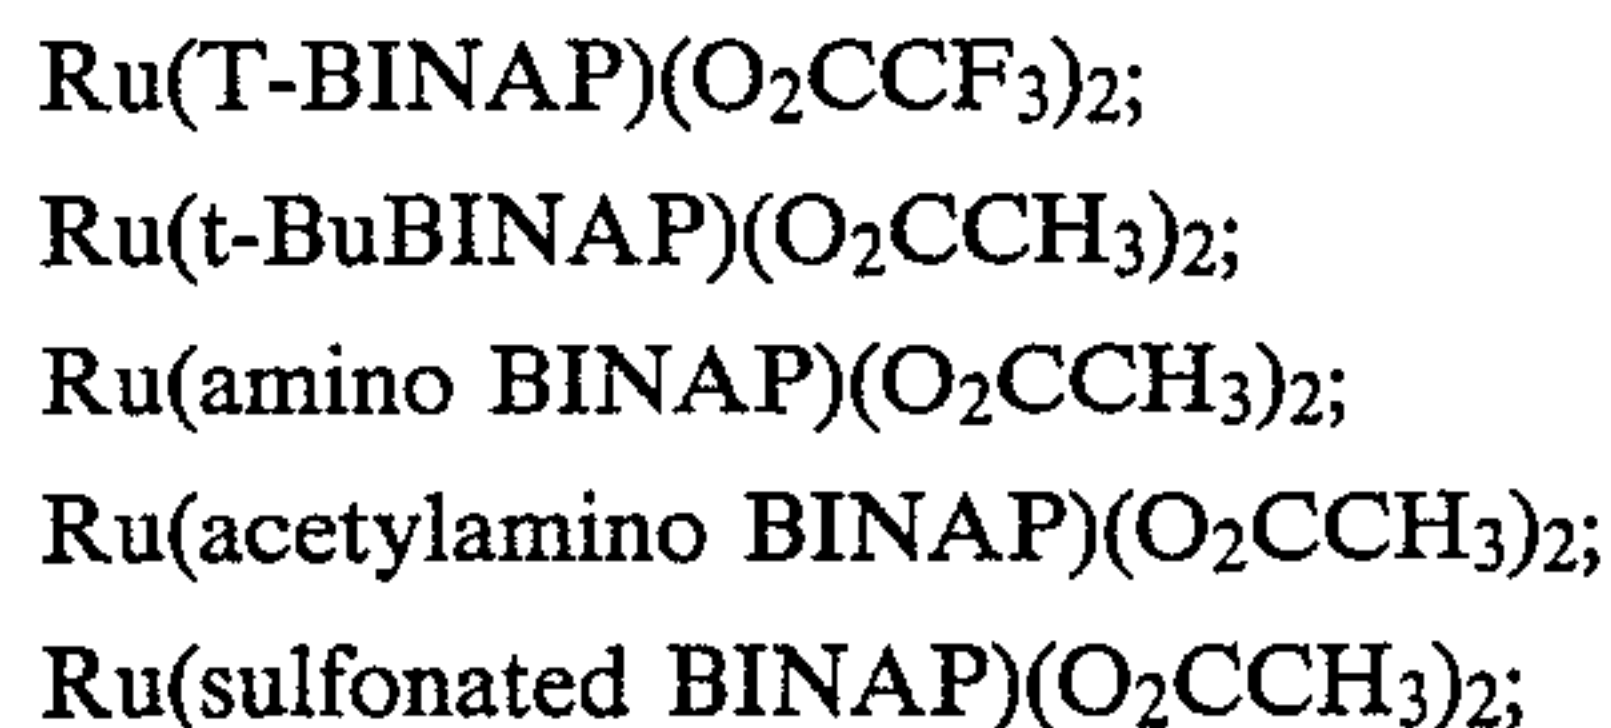 Ru(T-BINAP)(O₂CCF₃)₂;
Ru(t-BuBINAP)(O₂CCH₃)₂;
Ru(amino BINAP)(O₂CCH₃)₂;
Ru(acetylamino BINAP)(O₂CCH₃)₂;
Ru(sulfonated BINAP)(O₂CCH₃)₂;